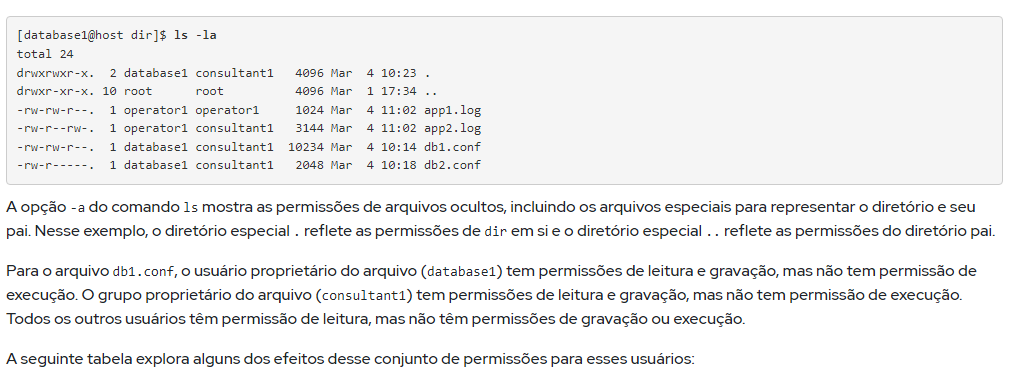 [database1@host dir]$ ls -la
total 24
drwxrwxr-x.  2 database1 consultant1   4096 Mar  4 10:23 .
drwxr-xr-x. 10 root      root          4096 Mar  1 17:34 ..
-rw-rw-r--.  1 operator1 operator1     1024 Mar  4 11:02 app1.log
-rw-r--rw-.  1 operator1 consultant1   3144 Mar  4 11:02 app2.log
-rw-rw-r--.  1 database1 consultant1  10234 Mar  4 10:14 db1.conf
-rw-r-----.  1 database1 consultant1   2048 Mar  4 10:18 db2.conf
A opção -a do comando ls mostra as permissões de arquivos ocultos, incluindo os arquivos especiais para representar o diretório e seu
pai. Nesse exemplo, o diretório especial . reflete as permissões de dir em si e o diretório especial .. reflete as permissões do diretório pai.
Para o arquivo db1.conf, o usuário proprietário do arquivo (database1) tem permissões de leitura e gravação, mas não tem permissão de
execução. O grupo proprietário do arquivo (consultant1) tem permissões de leitura e gravação, mas não tem permissão de execução.
Todos os outros usuários têm permissão de leitura, mas não têm permissões de gravação ou execução.
A seguinte tabela explora alguns dos efeitos desse conjunto de permissões para esses usuários: